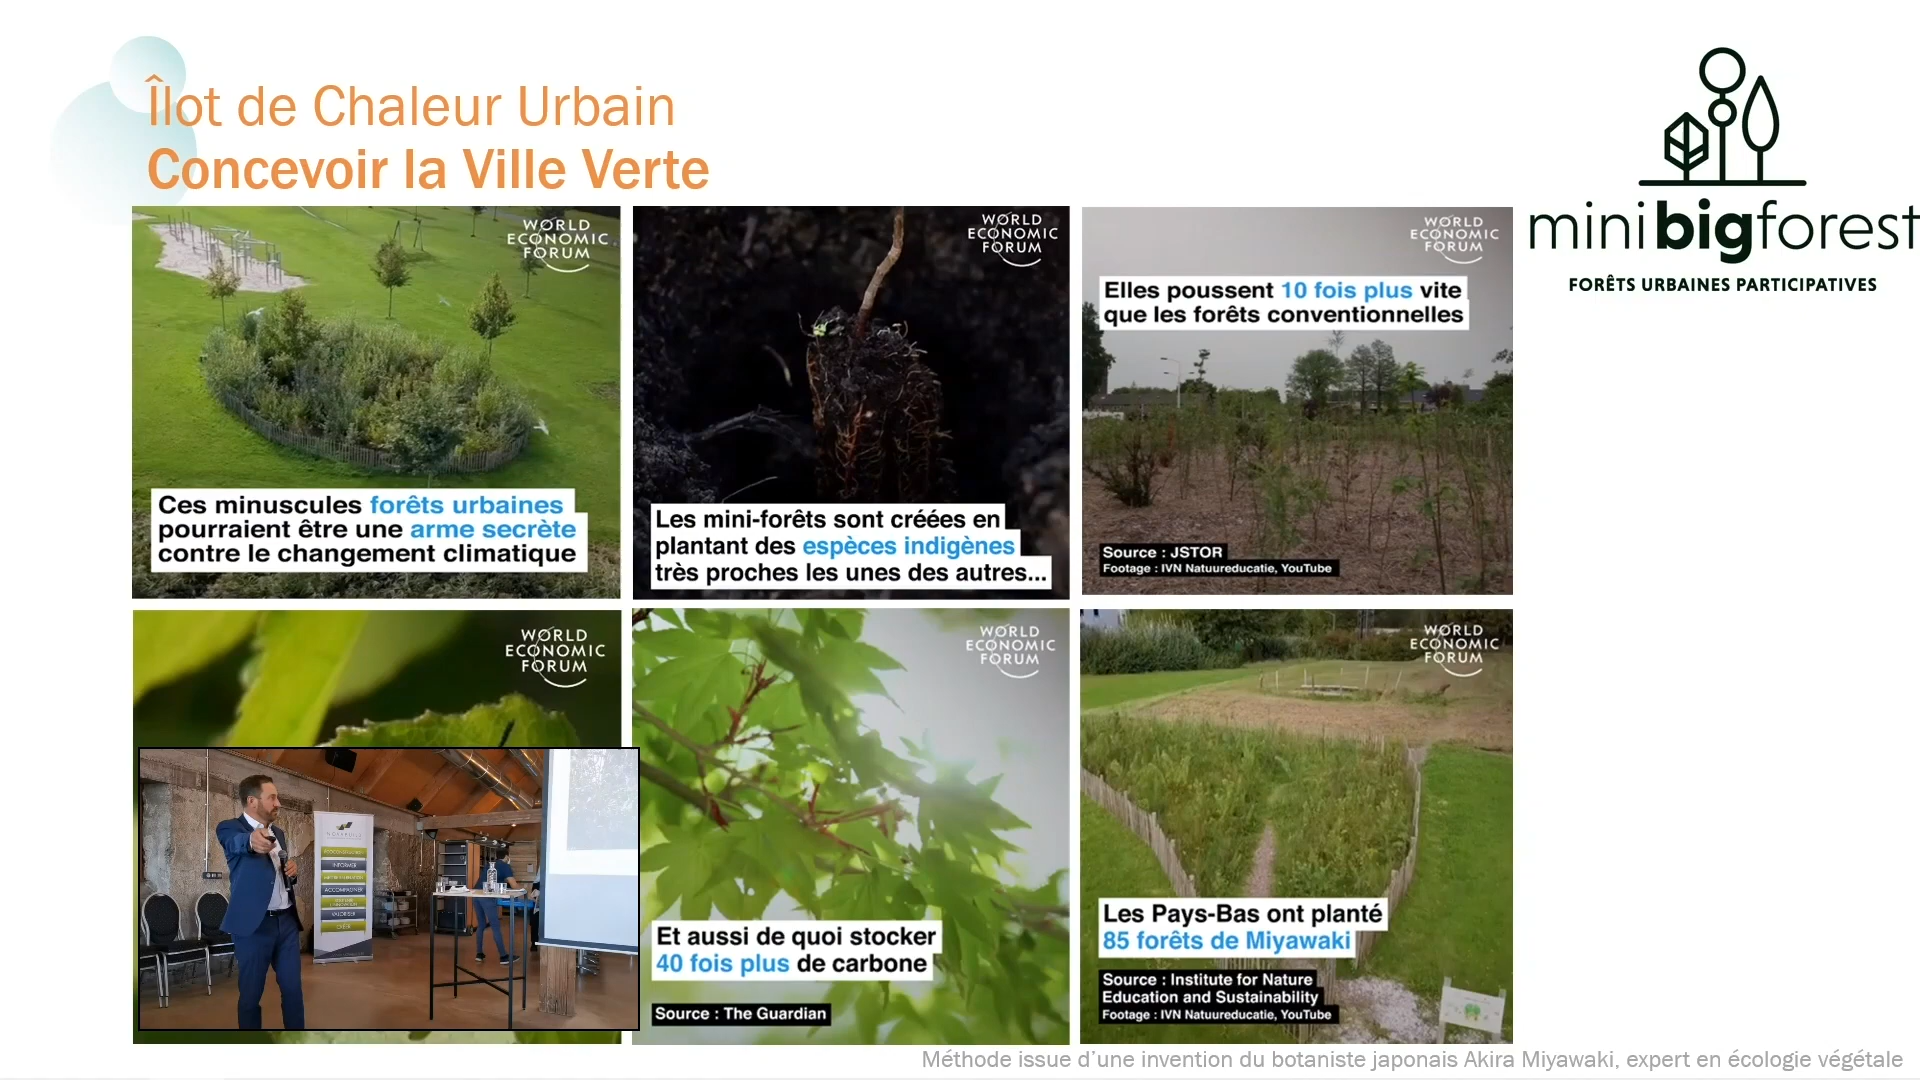 Îlot de Chaleur Urbain
Concevoir la Ville Verte
minibigforest
FORÊTS URBAINES PARTICIPATIVES
WORLD
ECONOMIC
FORUM
Ces minuscules forêts urbaines
pourraient être une arme secrète
contre le changement climatique
WORLD
ECONOMIC
FORUM
Les mini-forêts sont créées en
plantant des espèces indigènes
très proches les unes des autres...
WORLD
ECONOMIC
FORUM
Elles poussent 10 fois plus vite
que les forêts conventionnelles
Source : JSTOR
Footage : IVN Natuureducatie, YouTube
WORLD
ECONOMIC
FORUM
NOVABUILD
INFORMER
ACCOMPAGNER
VALORISER
CRÉER
WORLD
ECONOMIC
FORUM
Et aussi de quoi stocker
40 fois plus de carbone
Source : The Guardian
WORLD
ECONOMIC
FORUM
Les Pays-Bas ont planté
85 forêts de Miyawaki
Source : Institute for Nature
Education and Sustainability
Footage : IVN Natuureducatie, YouTube
Méthode issue d’une invention du botaniste japonais Akira Miyawaki, expert en écologie végétale